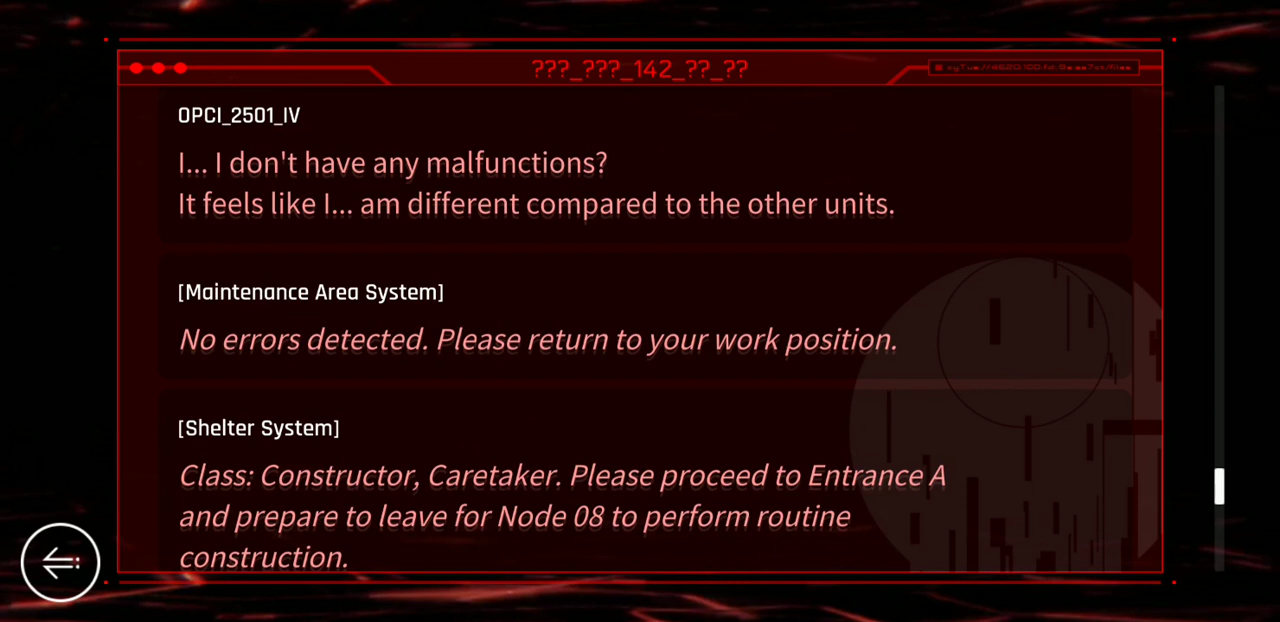 ???_???_142_??_??
OPCI_2501_IV
I... I don't have any malfunctions?
It feels like I... am different compared to the other units.
[Maintenance Area System]
No errors detected. Please return to your work position.
[Shelter System]
Class: Constructor, Caretaker. Please proceed to Entrance A
and prepare to leave for Node 08 to perform routine
construction.